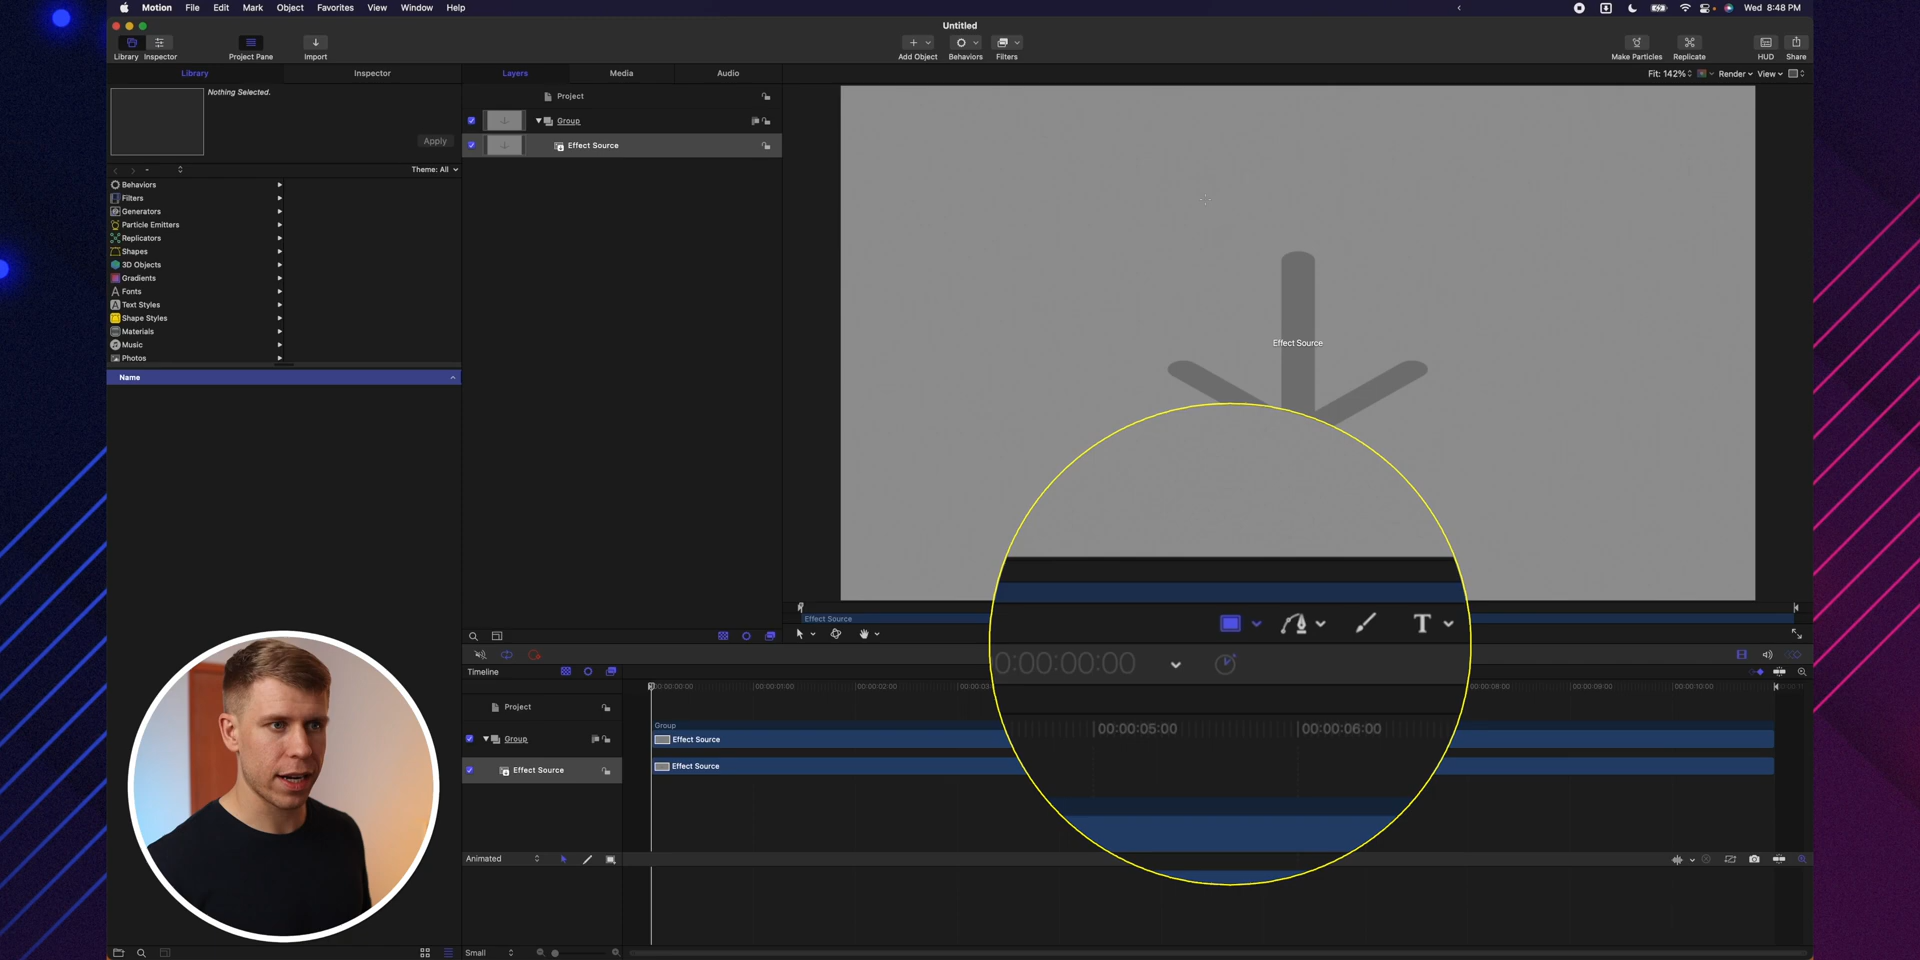 Motion File Edit Mark Object Favorites View Window Help
Wed 8:48 PM
Untitled
Library Inspector Project Pane Import
Add Object Behaviors Filters
Make Particles Replicate HUD Share
Library Inspector
Layers Media Audio
Fit: 142% Render View
Nothing Selected.
Apply
Theme: All
Behaviors
Filters
Generators
Particle Emitters
Replicators
Shapes
3D Objects
Gradients
Fonts
Text Styles
Shape Styles
Materials
Music
Photos
Name
Project
Group
Effect Source
Effect Source
Effect Source
T
0:00:00:00
00:00:05:00 00:00:06:00
Timeline
00:00:00:00 00:00:01:00 00:00:02:00 00:00:08:00 00:00:09:00 00:00:10:00
Project
Group
Group
Effect Source
Effect Source
Effect Source
Animated
Small